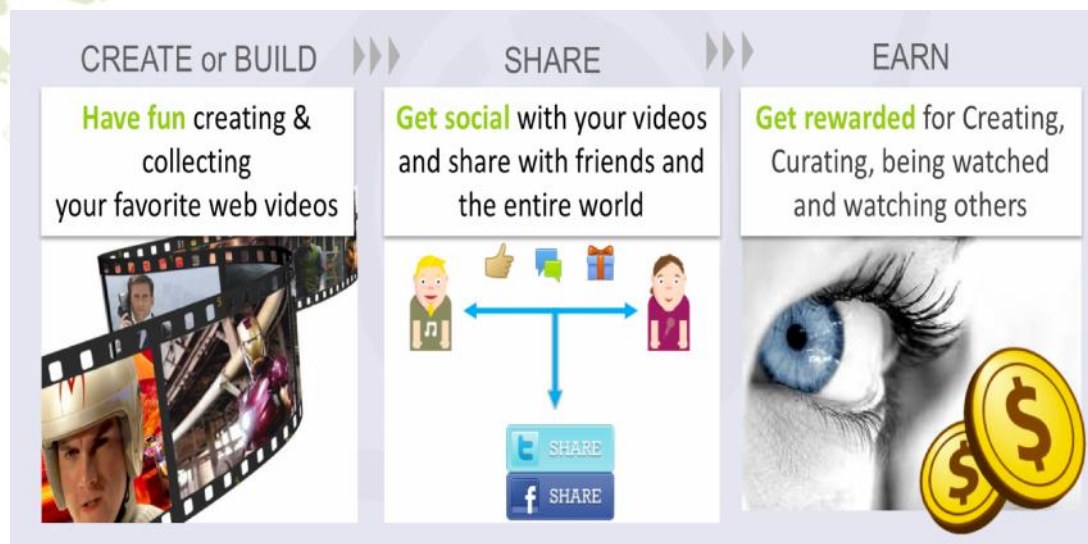 CREATE or BUILD
Have fun creating &
collecting
your favorite web videos
SHARE
Get social with your videos
and share with friends and
the entire world
SHARE
SHARE
EARN
Get rewarded for Creating,
Curating, being watched
and watching others